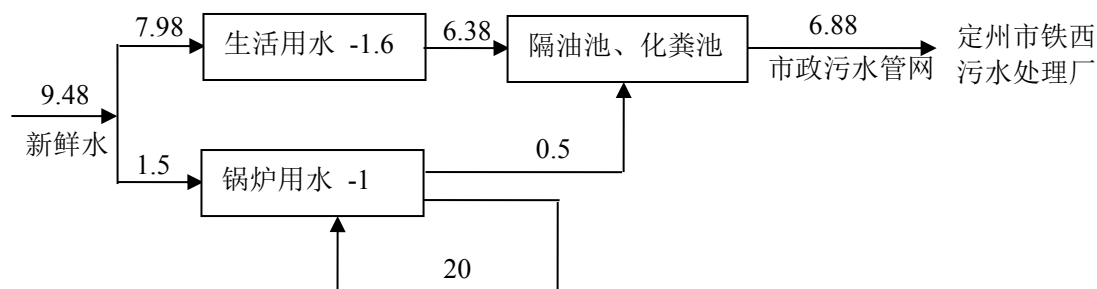 7.98
生活用水 -1.6
6.38
隔油池、化粪池
6.88
市政污水管网
定州市铁西
污水处理厂
9.48
新鲜水
1.5
锅炉用水 -1
0.5
20